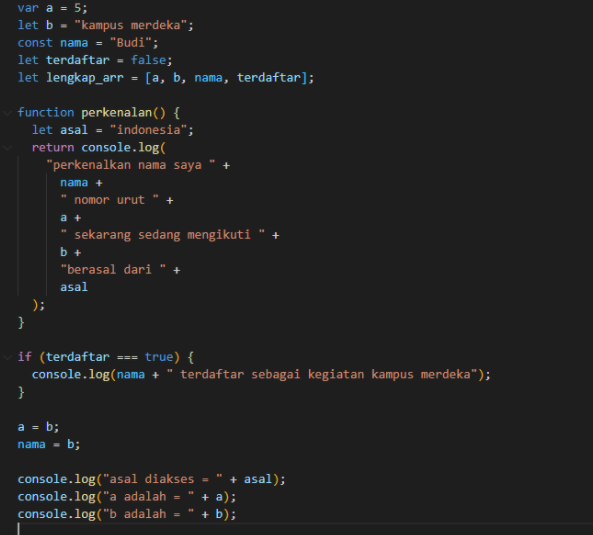 var a = 5;
let b = "kampus merdeka";
const nama = "Budi";
let terdaftar = false;
let lengkap_arr = [a, b, nama, terdaftar];
function perkenalan() {
let asal = "indonesia";
return console.log(
"perkenalkan nama saya " +
nama +
" nomor urut " +
a +
" sekarang sedang mengikuti " +
b +
"berasal dari " +
asal
);
}
if (terdaftar === true) {
console.log(nama + " terdaftar sebagai kegiatan kampus merdeka");
}
a = b;
nama = b;
console.log("asal diakses = " + asal);
console.log("a adalah = " + a);
console.log("b adalah = " + b);